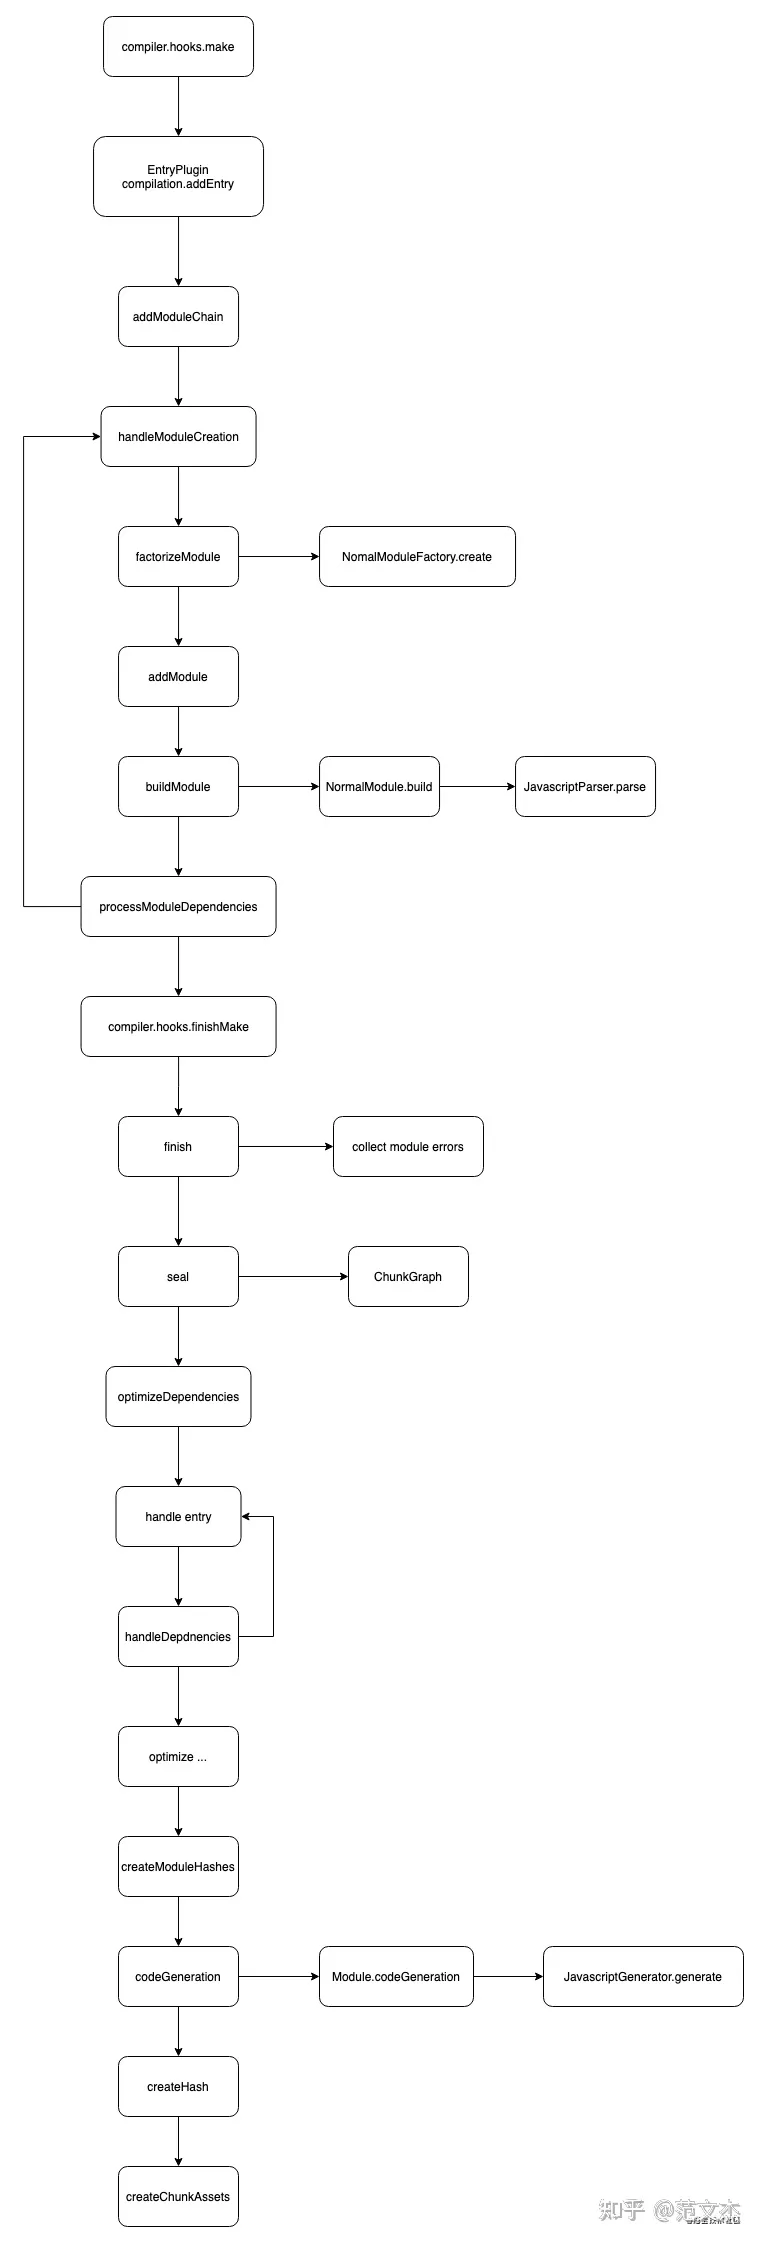 compiler.hooks.make
EntryPlugin
compilation.addEntry
addModuleChain
handleModuleCreation
factorizeModule
NomalModuleFactory.create
addModule
buildModule
NormalModule.build
JavascriptParser.parse
processModuleDependencies
compiler.hooks.finishMake
finish
collect module errors
seal
ChunkGraph
optimizeDependencies
handle entry
handleDepdnencies
optimize ...
createModuleHashes
codeGeneration
Module.codeGeneration
JavascriptGenerator.generate
createHash
createChunkAssets
知乎 @范文杰